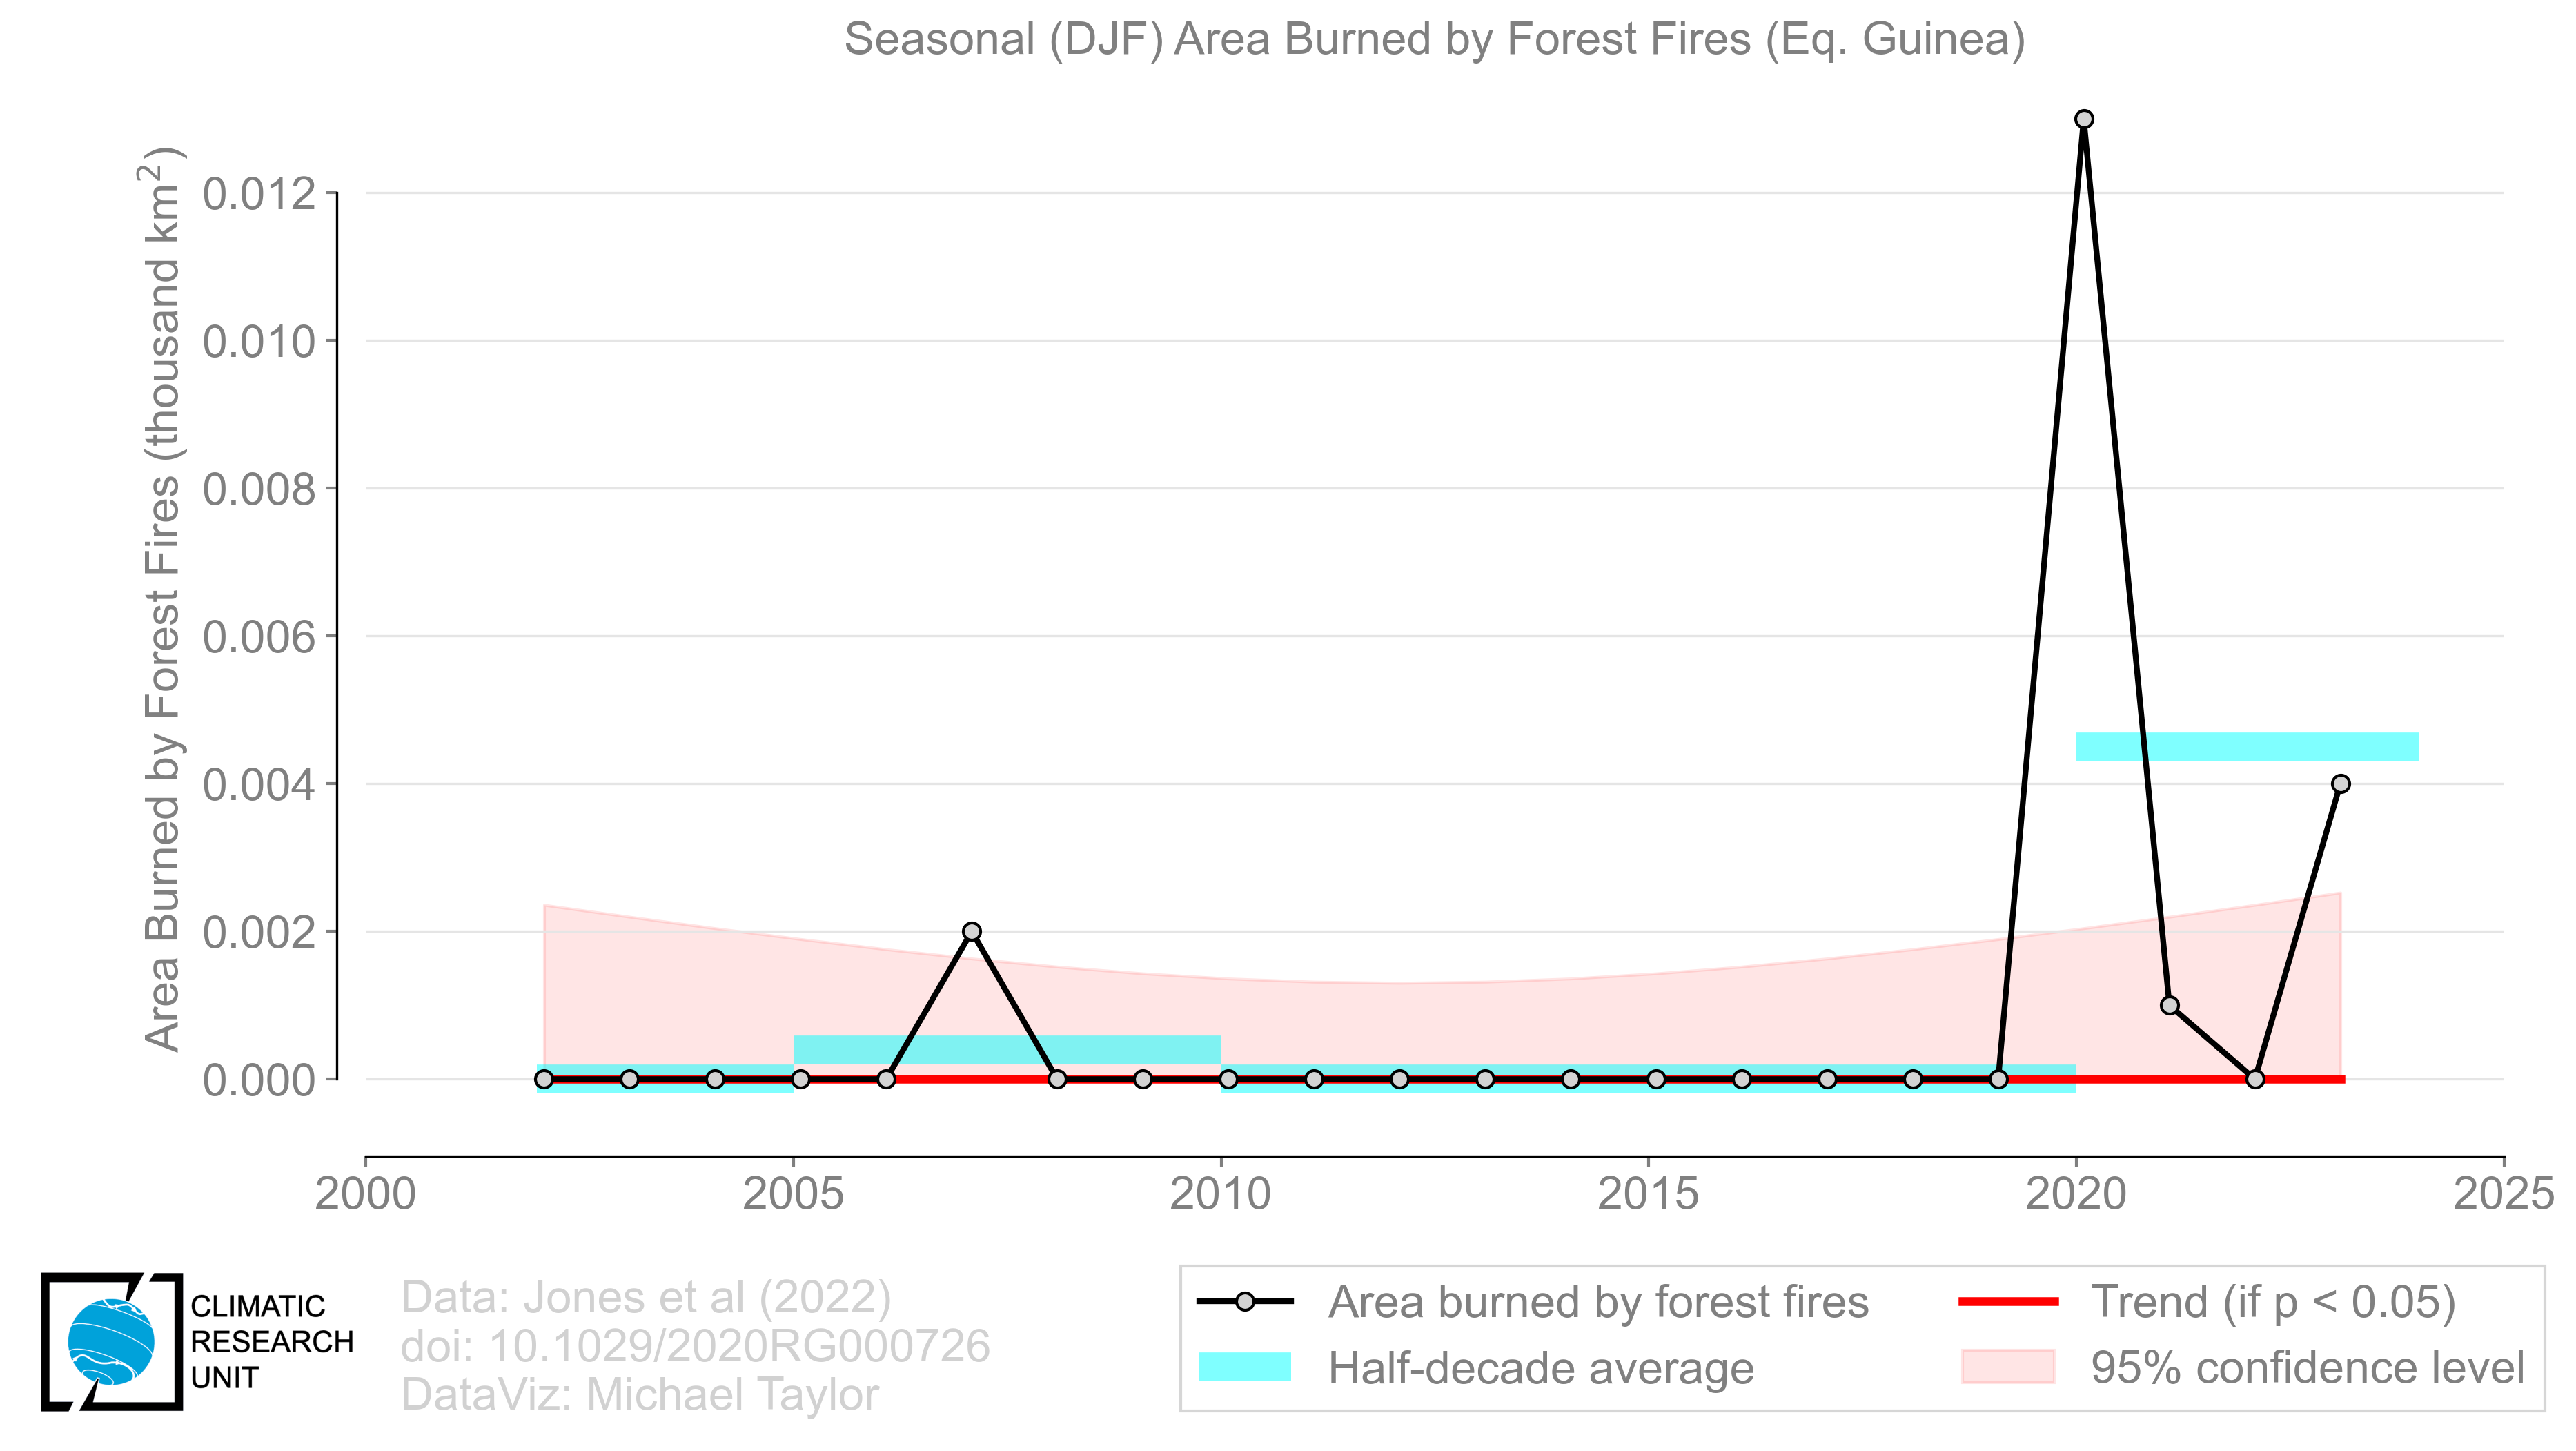 Seasonal (DJF) Area Burned by Forest Fires (Eq. Guinea)
Area Burned by Forest Fires (thousand km²)
0.012
0.010
0.008
0.006
0.004
0.002
0.000
2000 2005 2010 2015 2020 2025
CLIMATIC
RESEARCH
UNIT
Data: Jones et al (2022)
doi: 10.1029/2020RG000726
DataViz: Michael Taylor
Area burned by forest fires
Half-decade average
Trend (if p < 0.05)
95% confidence level